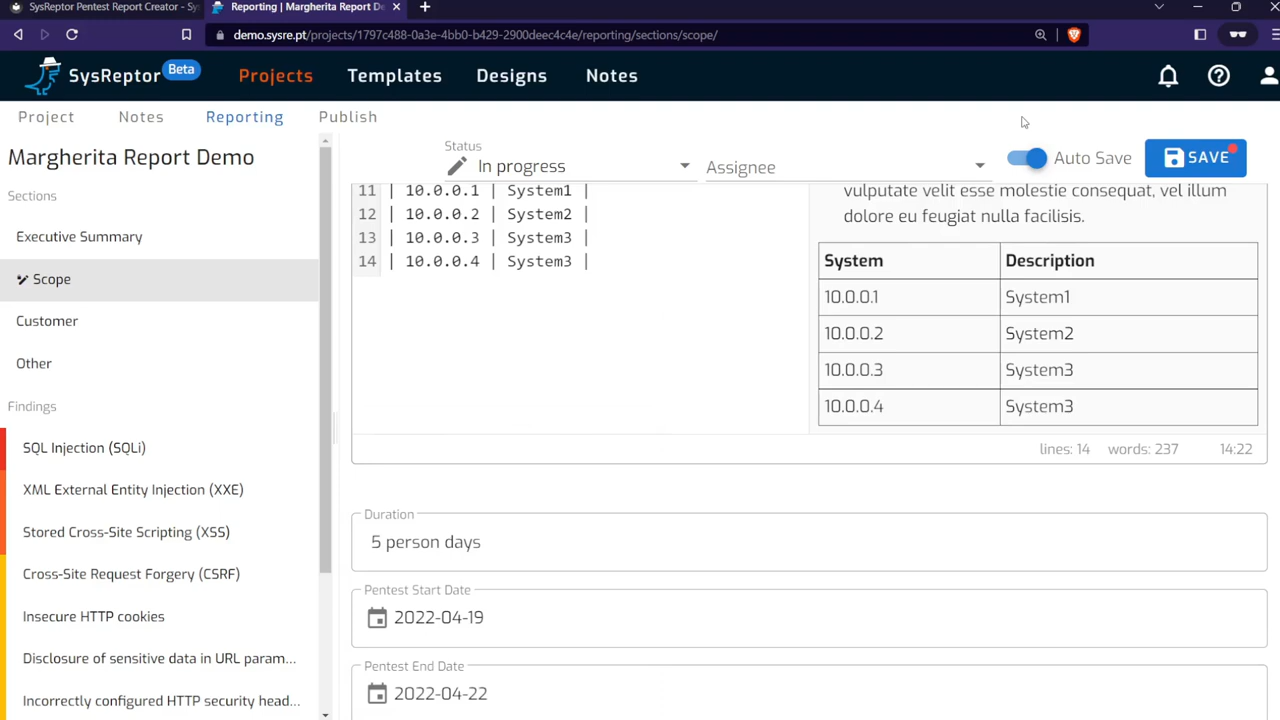 SysReptor Pentest Report Creator - Sy
Reporting | Margherita Report De
demo.sysre.pt/projects/1797c488-0a3e-4bb0-b429-2900deec4c4e/reporting/sections/scope/
SysReptor Beta
Projects
Templates
Designs
Notes
Project
Notes
Reporting
Publish
Margherita Report Demo
Sections
Executive Summary
Scope
Customer
Other
Findings
SQL Injection (SQLi)
XML External Entity Injection (XXE)
Stored Cross-Site Scripting (XSS)
Cross-Site Request Forgery (CSRF)
Insecure HTTP cookies
Disclosure of sensitive data in URL param...
Incorrectly configured HTTP security head...
Status
In progress
Assignee
Auto Save
SAVE
11 | 10.0.0.1 | System1 |
12 | 10.0.0.2 | System2 |
13 | 10.0.0.3 | System3 |
14 | 10.0.0.4 | System3 |
vulputate velit esse molestie consequat, vel illum
dolore eu feugiat nulla facilisis.
System Description
10.0.0.1 System1
10.0.0.2 System2
10.0.0.3 System3
10.0.0.4 System3
lines: 14 words: 237 14:22
Duration
5 person days
Pentest Start Date
2022-04-19
Pentest End Date
2022-04-22